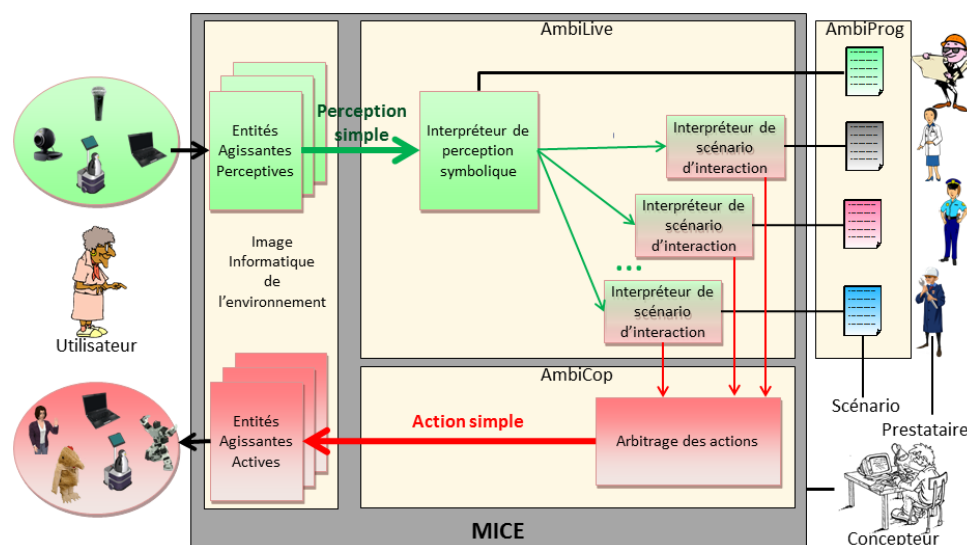 AmbiLive
AmbiProg
Entités
Agissantes
Perceptives
Perception
simple
Interpréteur de
perception
symbolique
Interpréteur de
scénario
d'interaction
Interpréteur de
scénario
d'interaction
...
Interpréteur de
scénario
d'interaction
Image
Informatique
de
l'environnement
Utilisateur
AmbiCop
Entités
Agissantes
Actives
Action simple
Arbitrage des actions
Scénario
Prestataire
Concepteur
MICE